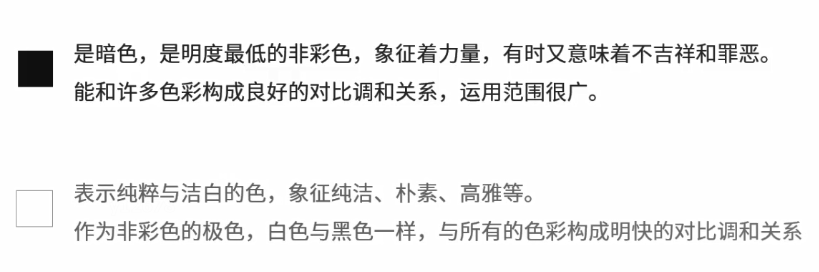 是暗色，是明度最低的非彩色，象征着力量，有时又意味着不吉祥和罪恶。
能和许多色彩构成良好的对比调和关系，运用范围很广。
表示纯粹与洁白的色，象征纯洁、朴素、高雅等。
作为非彩色的极色，白色与黑色一样，与所有的色彩构成明快的对比调和关系